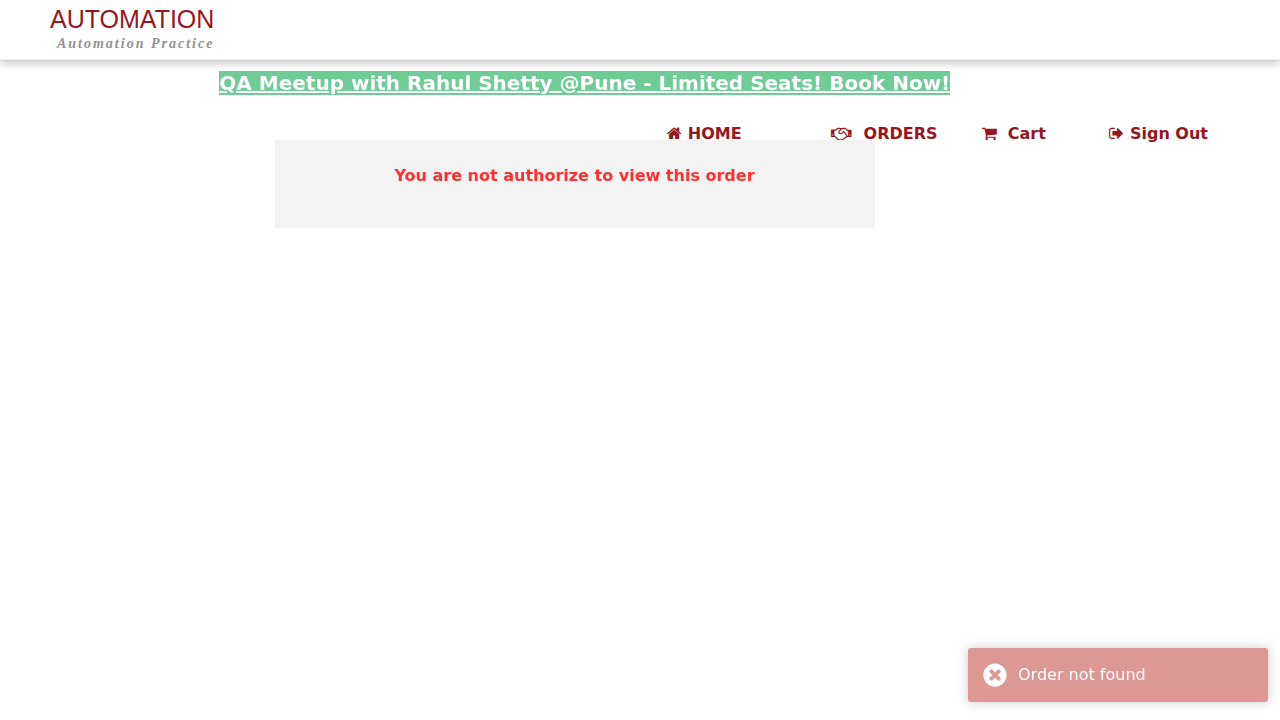 AUTOMATION
Automation Practice
QA Meetup with Rahul Shetty @Pune - Limited Seats! Book Now!
HOME ORDERS Cart Sign Out
You are not authorize to view this order
Order not found